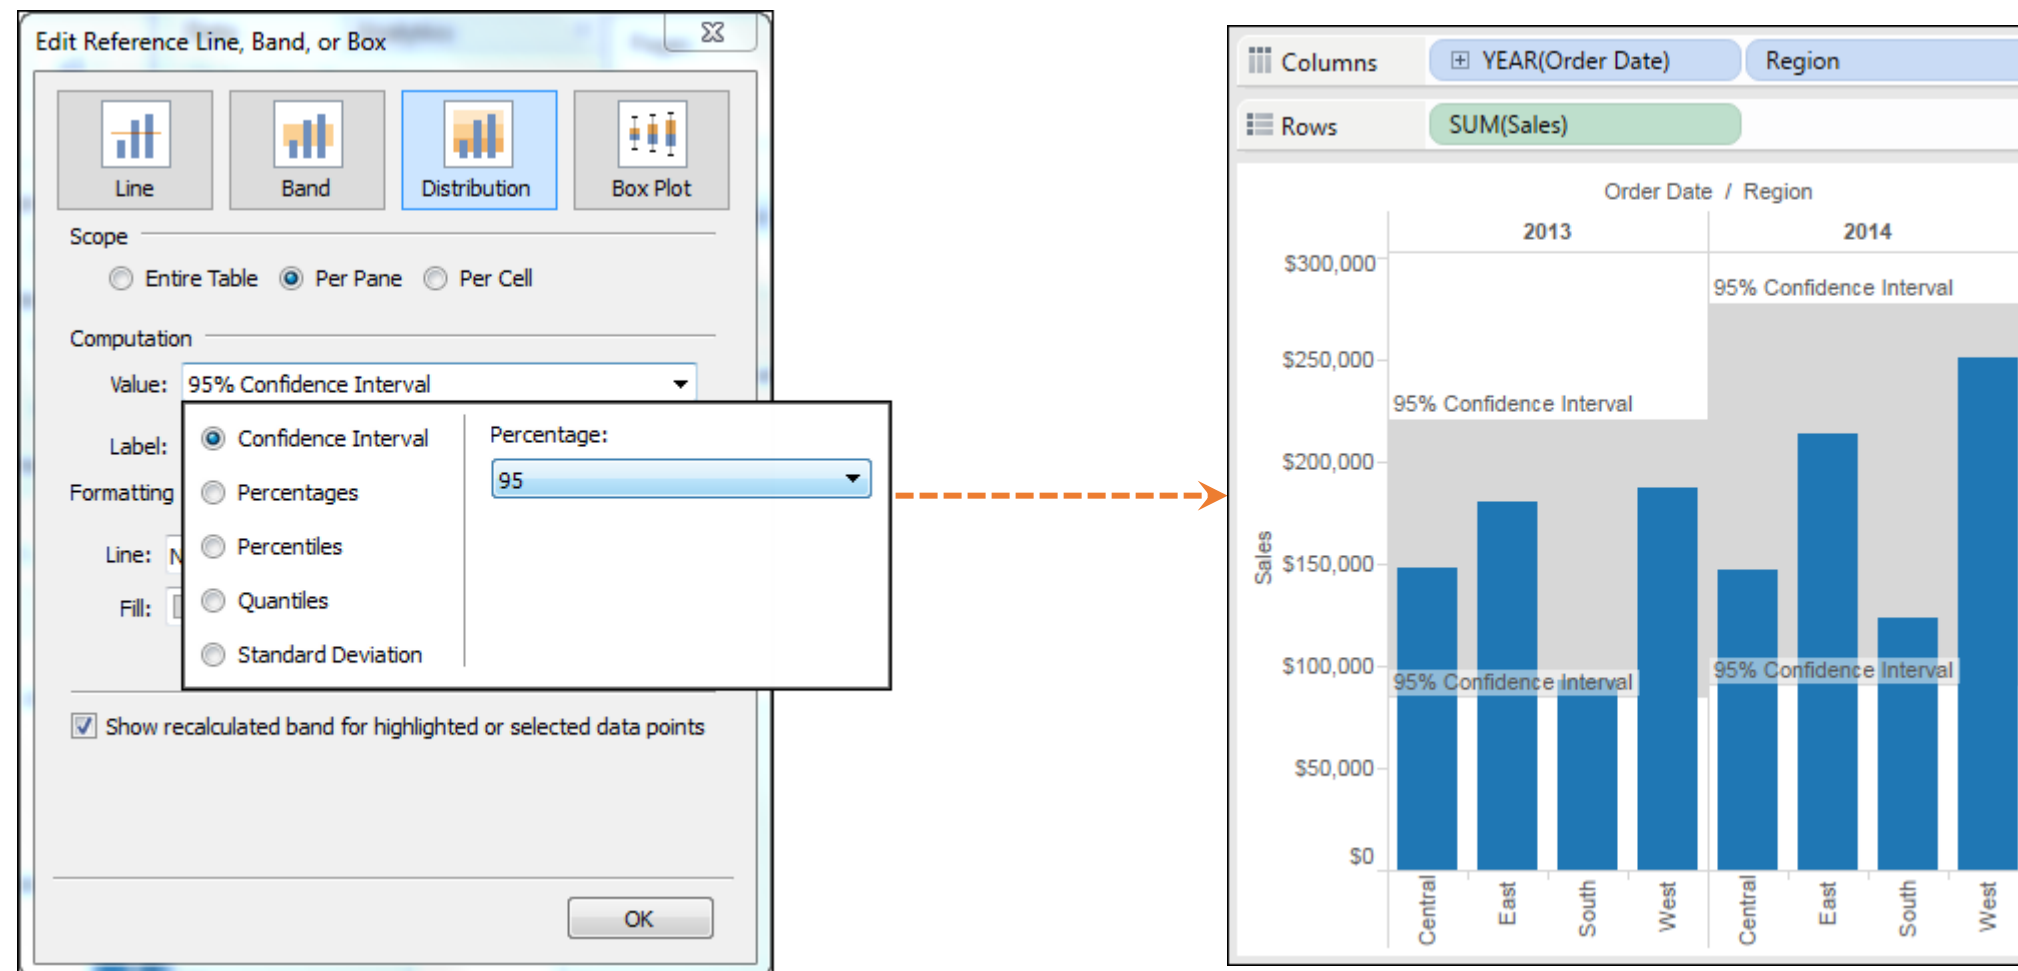 Edit Reference Line, Band, or Box
Line
Band
Distribution
Box Plot
Scope
Entire Table
Per Pane
Per Cell
Computation
Value: 95% Confidence Interval
Label:
Formatting
Line: N
Fill:
Confidence Interval
Percentages
Percentiles
Quantiles
Standard Deviation
Percentage:
95
Show recalculated band for highlighted or selected data points
OK
Columns
YEAR(Order Date)
Region
Rows
SUM(Sales)
Order Date / Region
2013
2014
Sales
$300,000
$250,000
$200,000
$150,000
$100,000
$50,000
$0
95% Confidence Interval
95% Confidence Interval
95% Confidence Interval
95% Confidence Interval
Central
East
South
West
Central
East
South
West